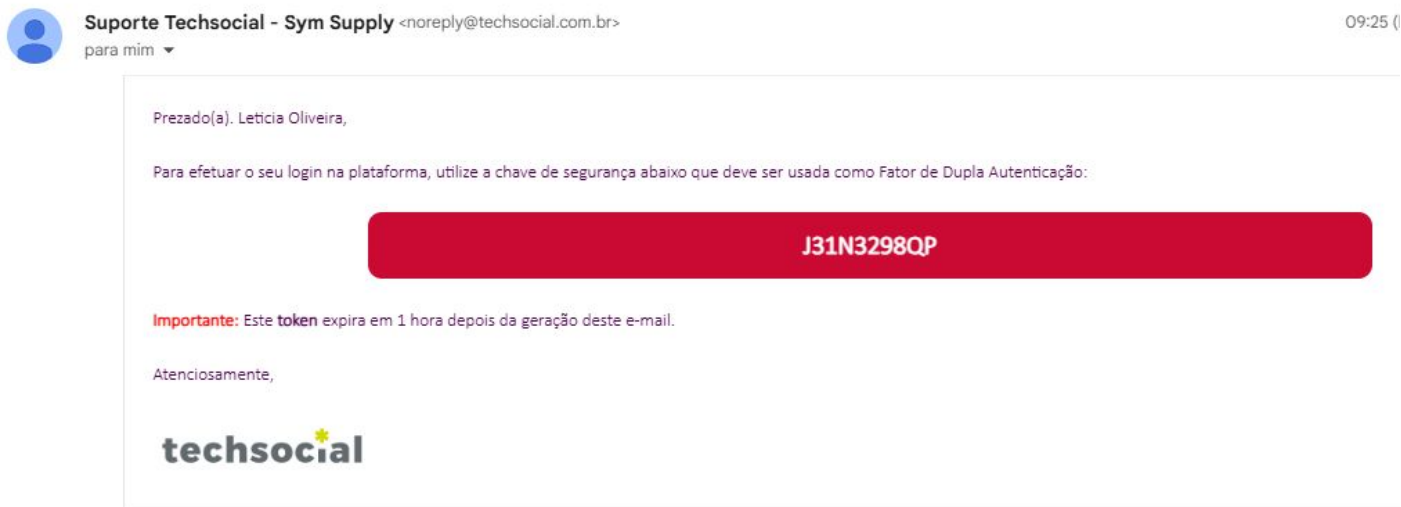 Suporte Techsocial - Sym Supply <noreply@techsocial.com.br> 09:25 (
para mim
Prezado(a). Leticia Oliveira,
Para efetuar o seu login na plataforma, utilize a chave de segurança abaixo que deve ser usada como Fator de Dupla Autenticação:
J31N3298QP
Importante: Este token expira em 1 hora depois da geração deste e-mail.
Atenciosamente,
techsocial